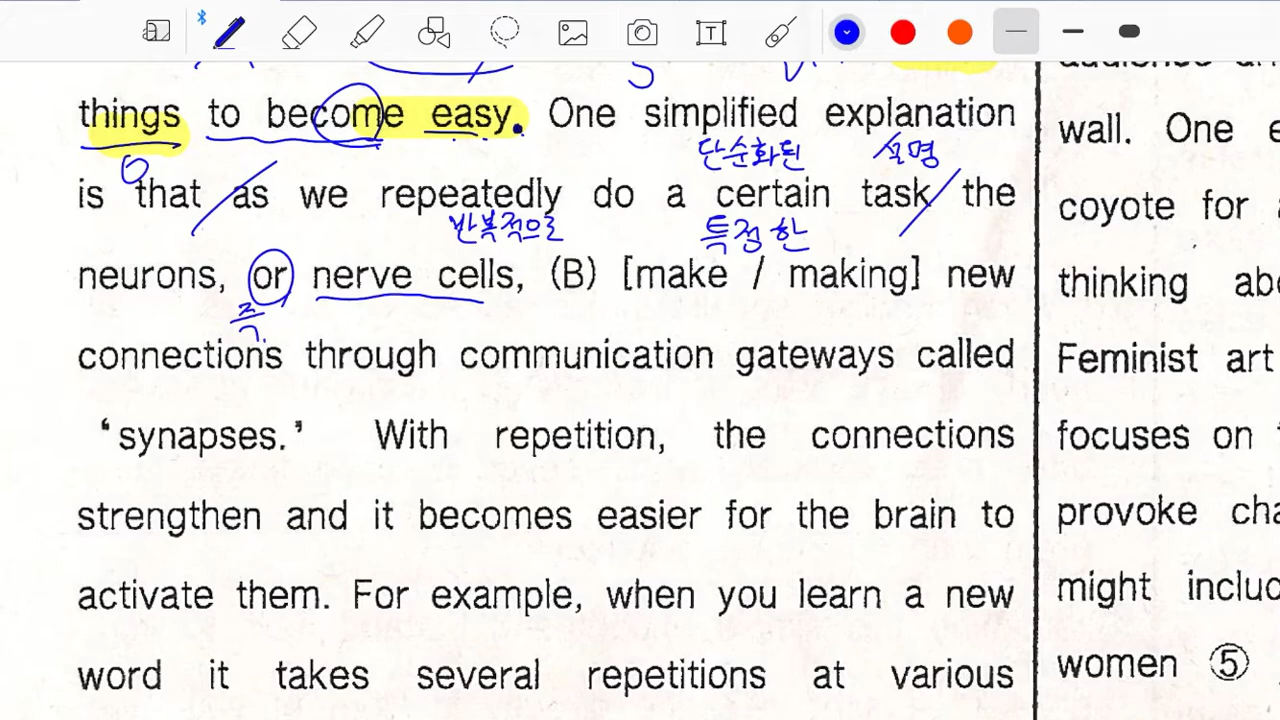 T
things to become easy. One simplified explanation
단순화된 설명
is that as we repeatedly do a certain task the
반복적으로 특정한
neurons, or nerve cells, (B) [make / making] new
즉
connections through communication gateways called
‘synapses.’ With repetition, the connections
strengthen and it becomes easier for the brain to
activate them. For example, when you learn a new
word it takes several repetitions at various
wall. One
coyote for
thinking
Feminist art
focuses on
provoke
might
women ⑤